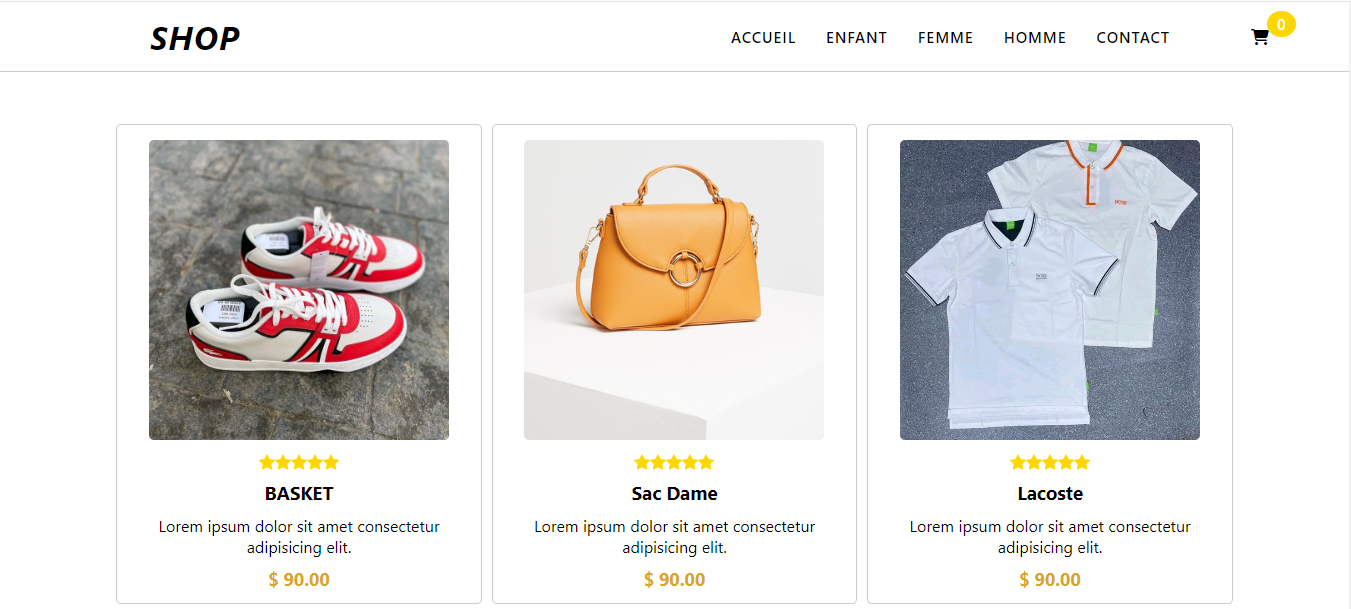 SHOP
ACCUEIL ENFANT FEMME HOMME CONTACT
0
BASKET
Lorem ipsum dolor sit amet consectetur
adipisicing elit.
$ 90.00
Sac Dame
Lorem ipsum dolor sit amet consectetur
adipisicing elit.
$ 90.00
BOSS
BOSS
Lacoste
Lorem ipsum dolor sit amet consectetur
adipisicing elit.
$ 90.00